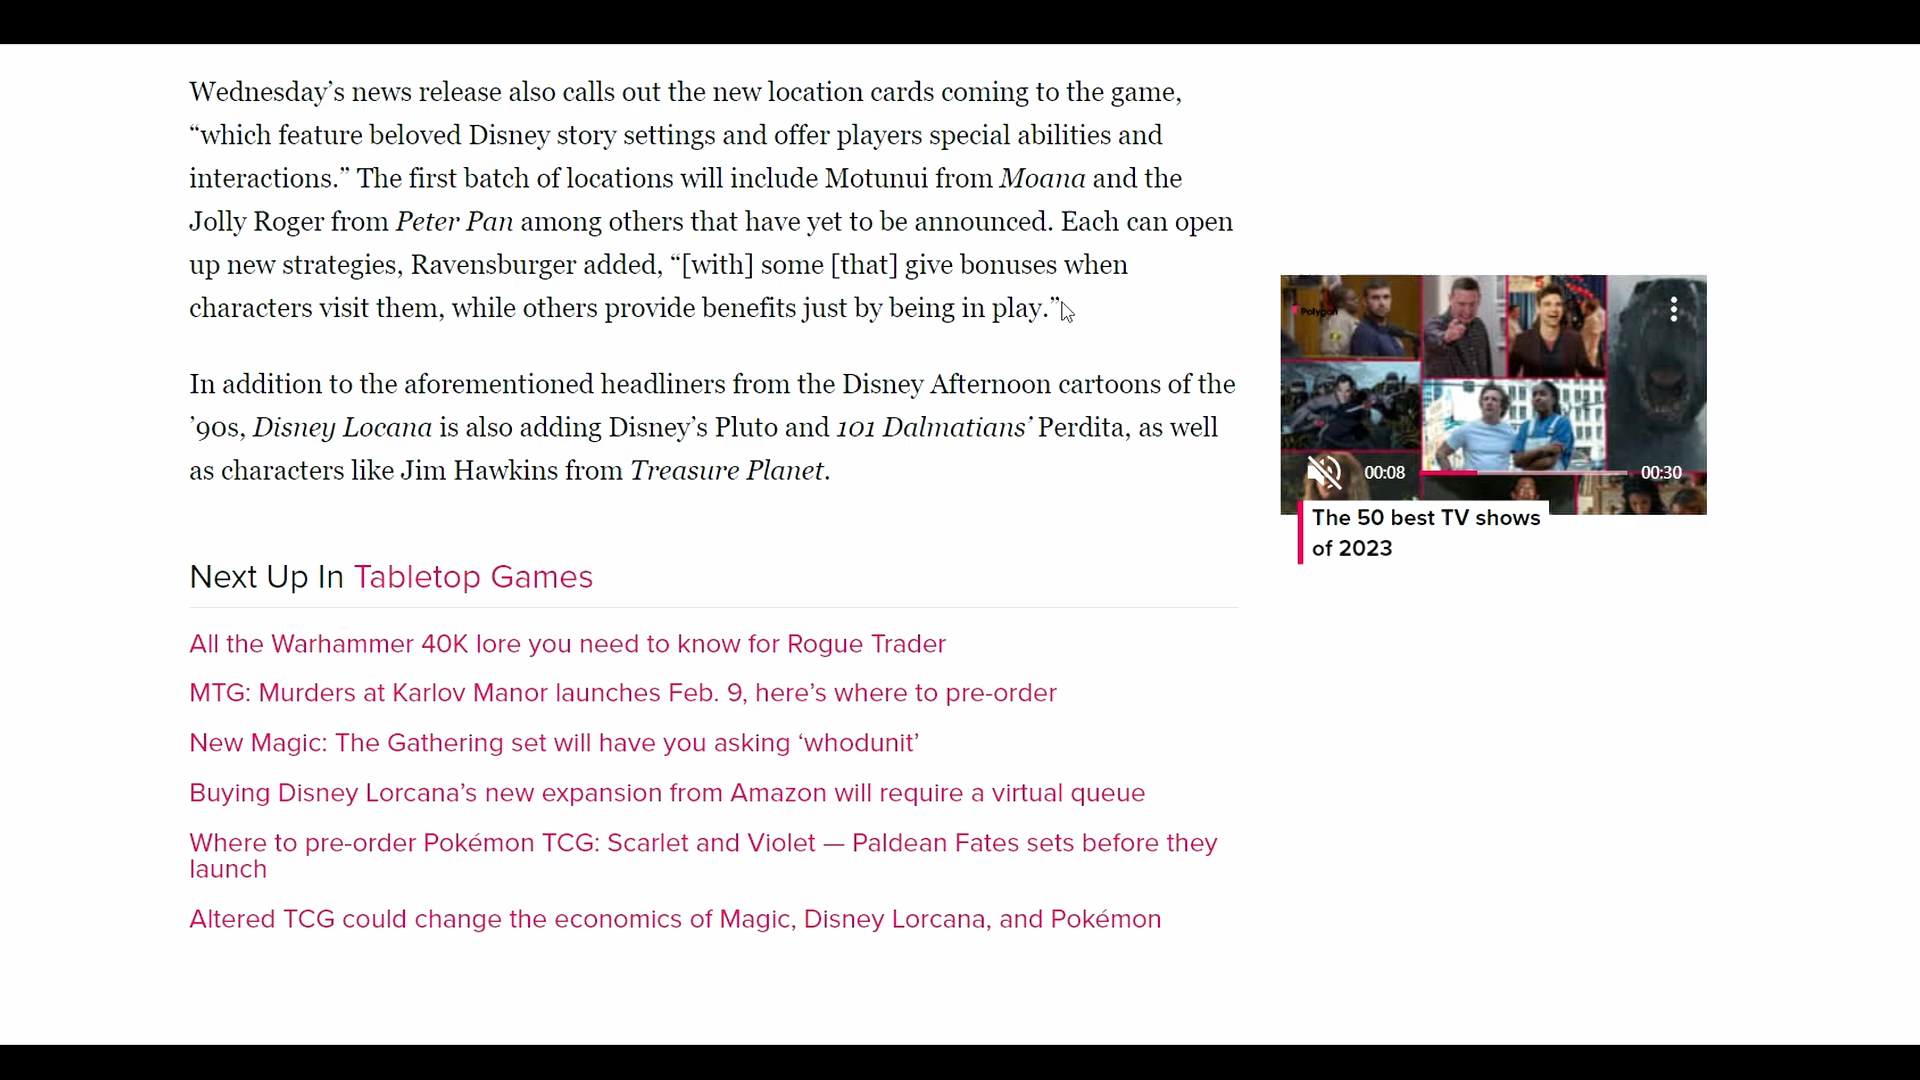 Wednesday’s news release also calls out the new location cards coming to the game,
“which feature beloved Disney story settings and offer players special abilities and
interactions.” The first batch of locations will include Motunui from Moana and the
Jolly Roger from Peter Pan among others that have yet to be announced. Each can open
up new strategies, Ravensburger added, “[with] some [that] give bonuses when
characters visit them, while others provide benefits just by being in play.”
In addition to the aforementioned headliners from the Disney Afternoon cartoons of the
’90s, Disney Locana is also adding Disney’s Pluto and 101 Dalmatians’ Perdita, as well
as characters like Jim Hawkins from Treasure Planet.
Polygon
00:08
00:30
The 50 best TV shows
of 2023
Next Up In Tabletop Games
All the Warhammer 40K lore you need to know for Rogue Trader
MTG: Murders at Karlov Manor launches Feb. 9, here’s where to pre-order
New Magic: The Gathering set will have you asking ‘whodunit’
Buying Disney Lorcana’s new expansion from Amazon will require a virtual queue
Where to pre-order Pokémon TCG: Scarlet and Violet — Paldean Fates sets before they
launch
Altered TCG could change the economics of Magic, Disney Lorcana, and Pokémon